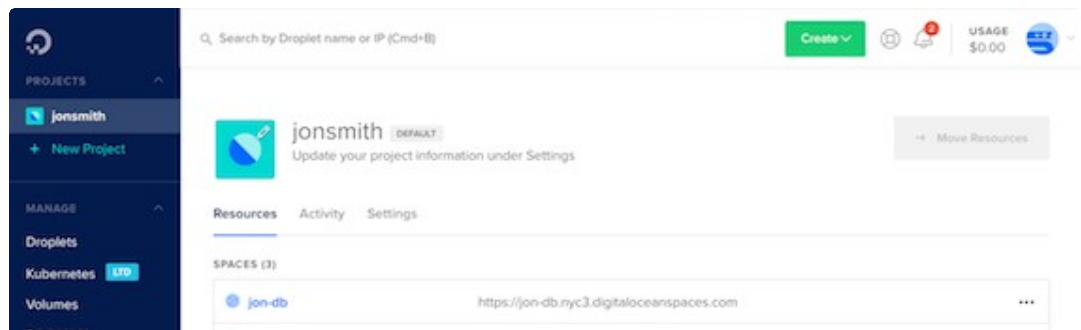 Search by Droplet name or IP (Cmd+B)
Create
2
USAGE
$0.00
PROJECTS
jonsmith
+ New Project
MANAGE
Droplets
Kubernetes LTD
Volumes
jonsmith DEFAULT
Update your project information under Settings
→ Move Resources
Resources Activity Settings
SPACES (3)
jon-db https://jon-db.nyc3.digitaloceanspaces.com ...